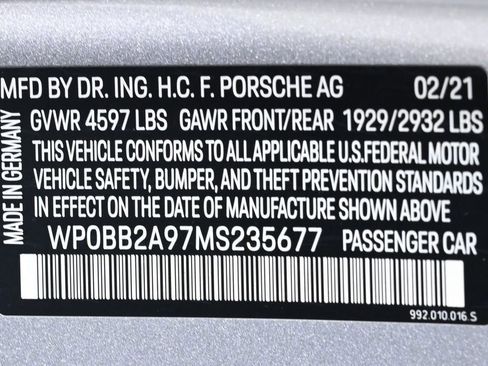 MFD BY DR. ING. H.C. F. PORSCHE AG 02/21
GVWR 4597 LBS GAWR FRONT/REAR 1929/2932 LBS
THIS VEHICLE CONFORMS TO ALL APPLICABLE U.S.FEDERAL MOTOR
VEHICLE SAFETY, BUMPER, AND THEFT PREVENTION STANDARDS
IN EFFECT ON THE DATE OF MANUFACTURE SHOWN ABOVE
WP0BB2A97MS235677 PASSENGER CAR
992.010.016.S
MADE IN GERMANY